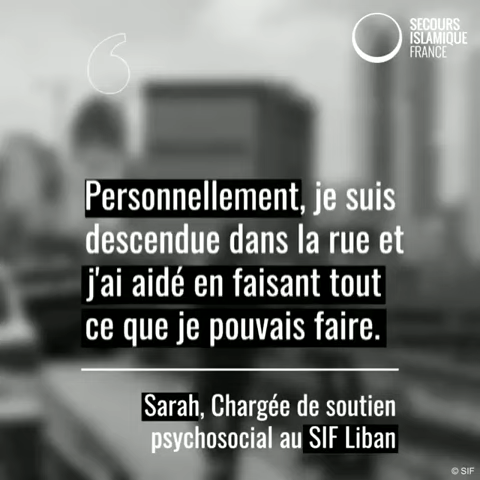 SECOURS
ISLAMIQUE
FRANCE
Personnellement, je suis
descendue dans la rue et
j'ai aidé en faisant tout
ce que je pouvais faire.
Sarah, Chargée de soutien
psychosocial au SIF Liban
© SIF